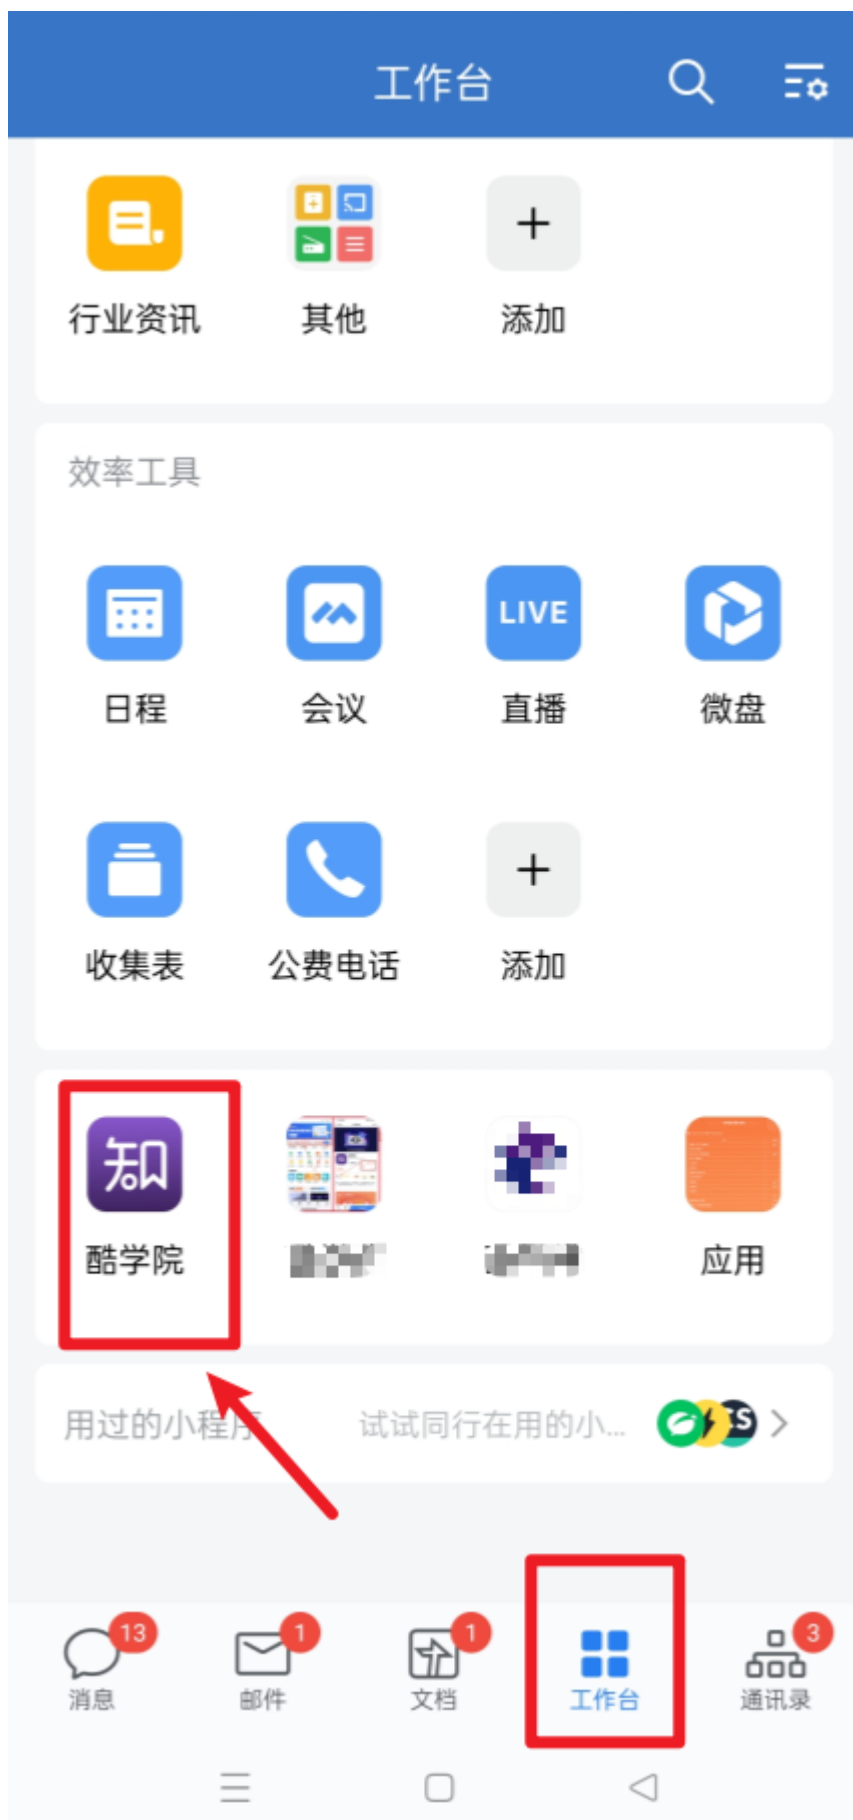 工作台
行业资讯
其他
添加
效率工具
LIVE
日程
会议
直播
微盘
收集表
公费电话
添加
知
酷学院
应用
用过的小程序
试试同行在用的小...
S
13
1
1
3
消息
邮件
文档
工作台
通讯录